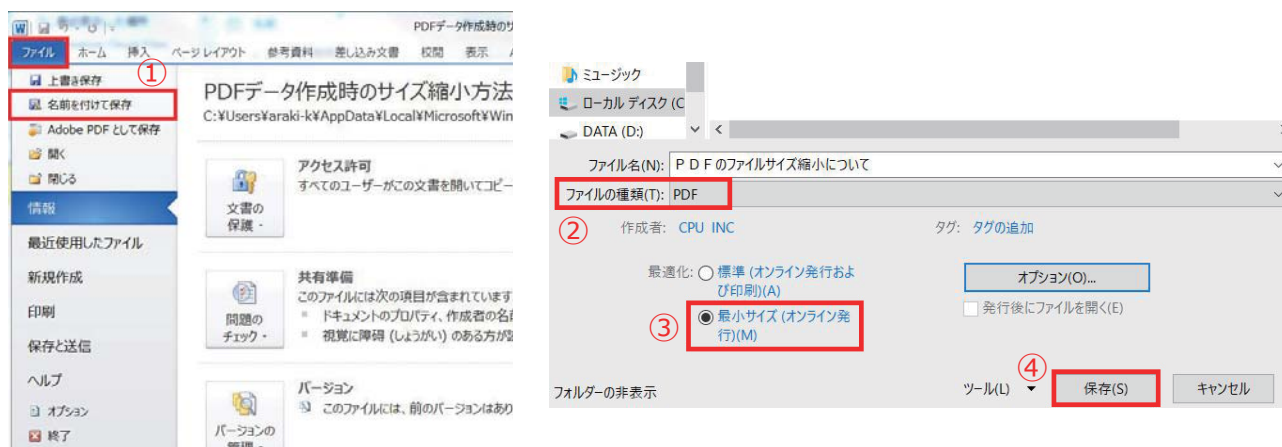 PDFデータ作成時のサ
ファイル ホーム 挿入 ページ レイアウト 参考資料 差し込み文書 校閲 表示
①
上書き保存
名前を付けて保存
Adobe PDF として保存
開く
閉じる
情報
最近使用したファイル
新規作成
印刷
保存と送信
ヘルプ
オプション
終了
PDFデータ作成時のサイズ縮小方法
C:¥Users¥araki-k¥AppData¥Local¥Microsoft¥Win
文書の
保護
アクセス許可
すべてのユーザーがこの文書を開いてコピー
問題の
チェック
共有準備
このファイルには次の項目が含まれています
ドキュメントのプロパティ、作成者の名前
視覚に障碍 (しょうがい) のある方が
バージョンの
管理
バージョン
このファイルには、前のバージョンはあり
ミュージック
ローカル ディスク (C
DATA (D:)
ファイル名(N): ＰＤＦのファイルサイズ縮小について
ファイルの種類(T): PDF
②
作成者: CPU INC
タグ: タグの追加
最適化: 標準 (オンライン発行およ
び印刷)(A)
③
最小サイズ (オンライン発
行)(M)
オプション(O)...
発行後にファイルを開く(E)
フォルダーの非表示
ツール(L)
④
保存(S)
キャンセル